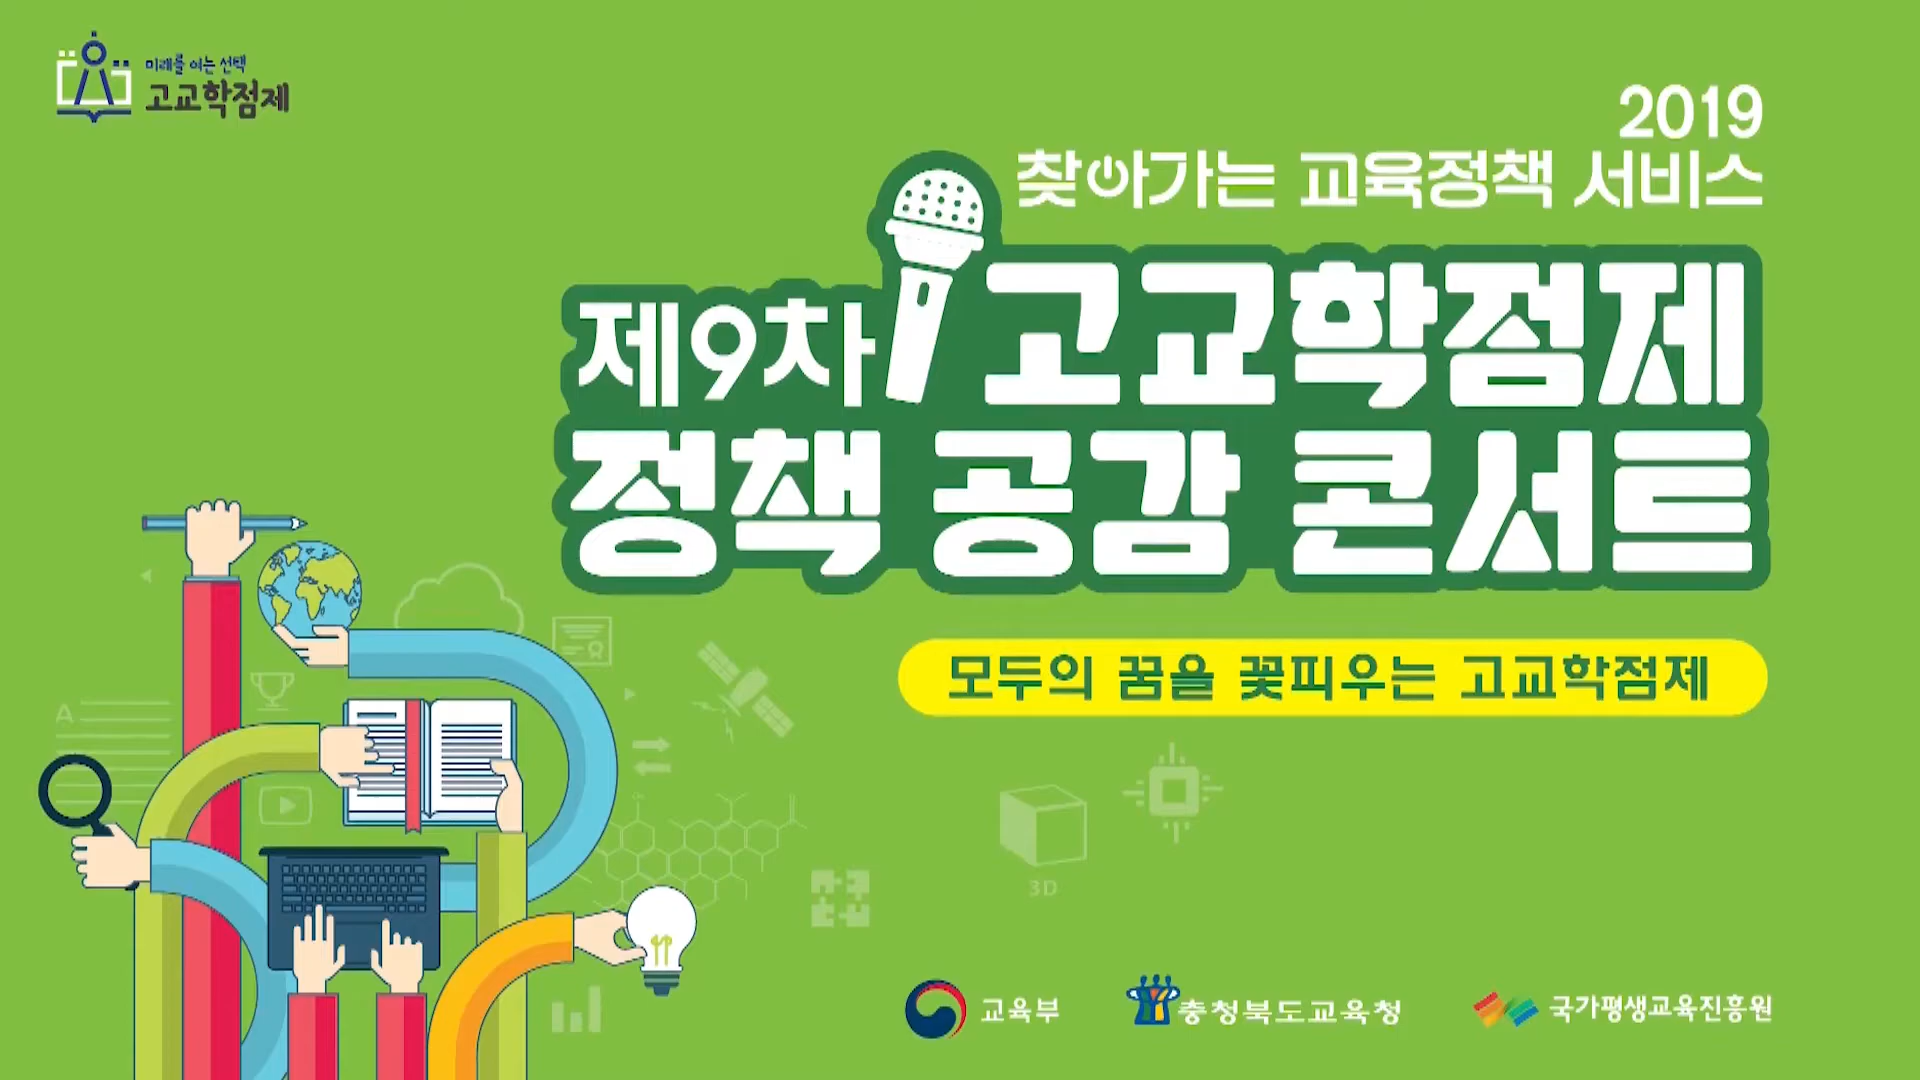 미래를 여는 선택
고교학점제
2019
찾아가는 교육정책 서비스
제9차 고교학점제
정책 공감 콘서트
모두의 꿈을 꽃피우는 고교학점제
A
3D
교육부
충청북도교육청
국가평생교육진흥원